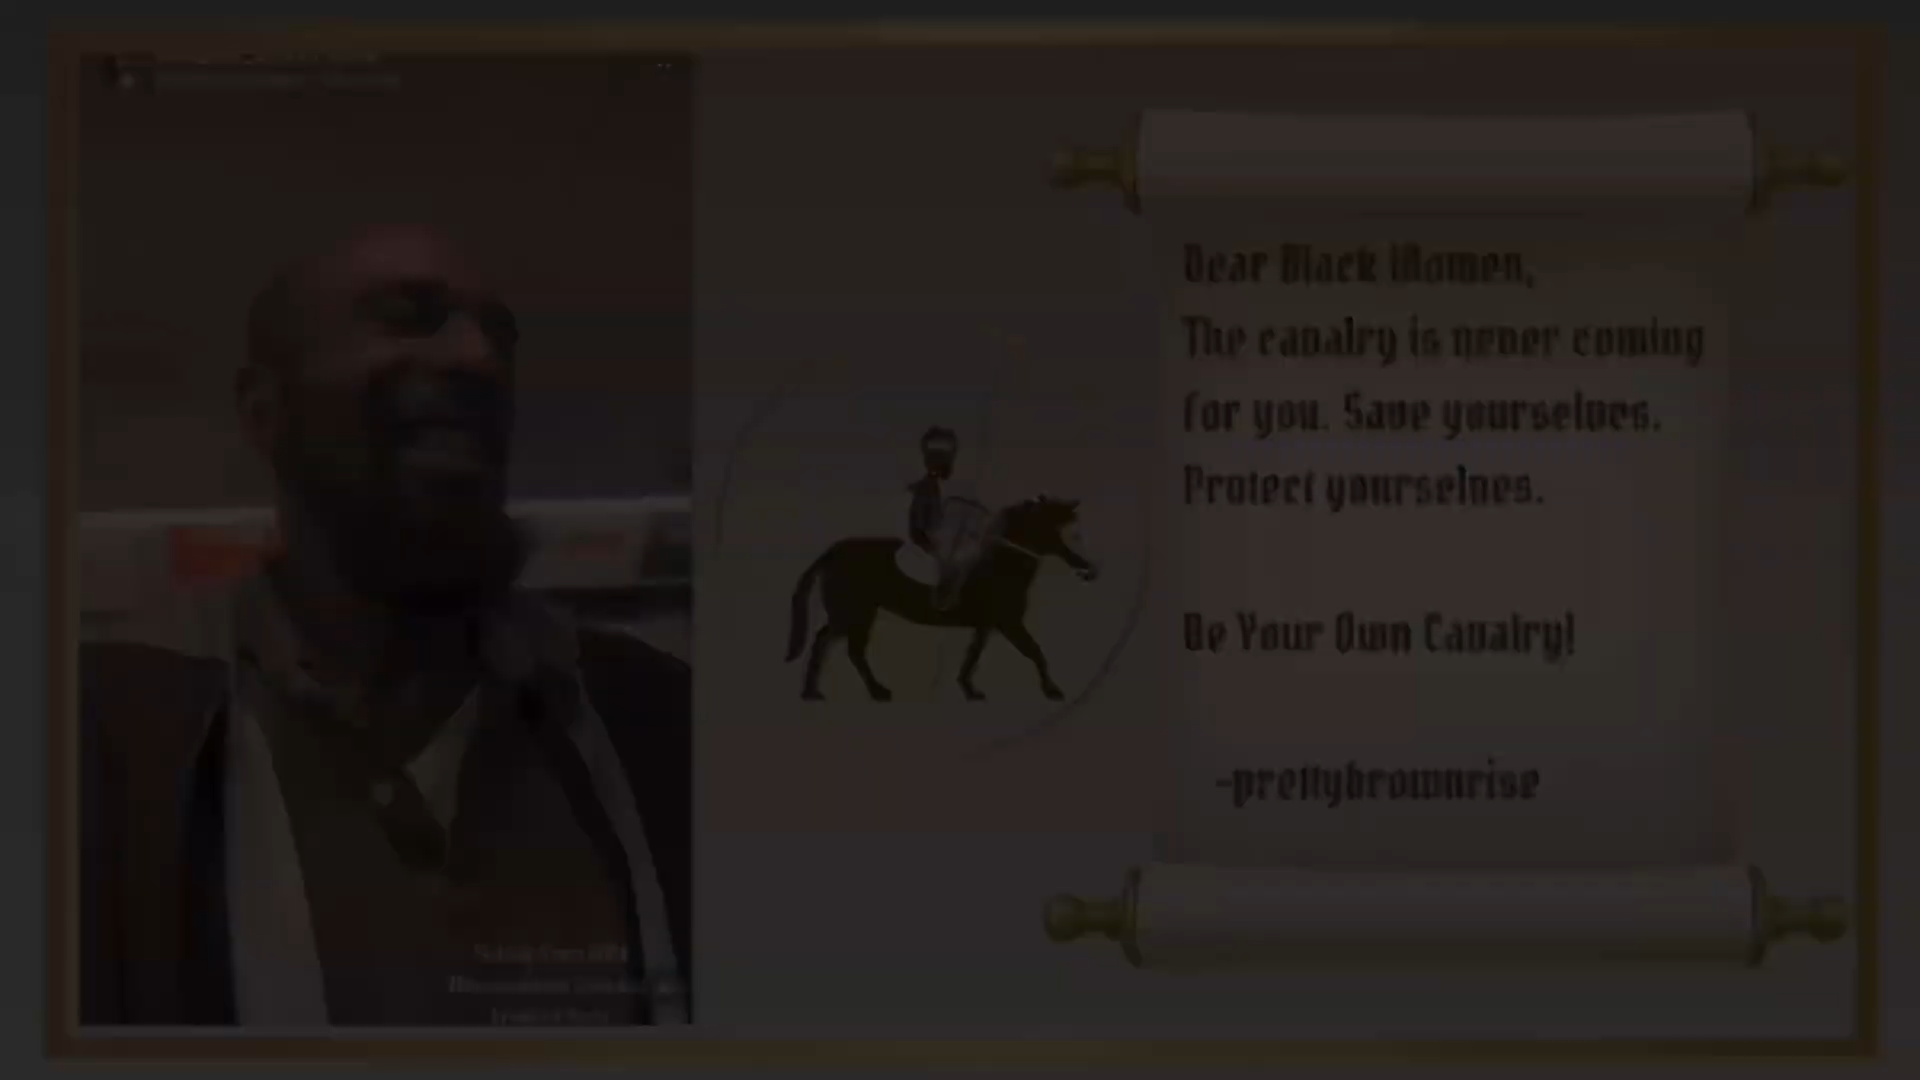 Dear Black Women,
The cavalry is never coming
for you. Save yourselves.
Protect yourselves.
Be Your Own Cavalry!
-prettybrownrise